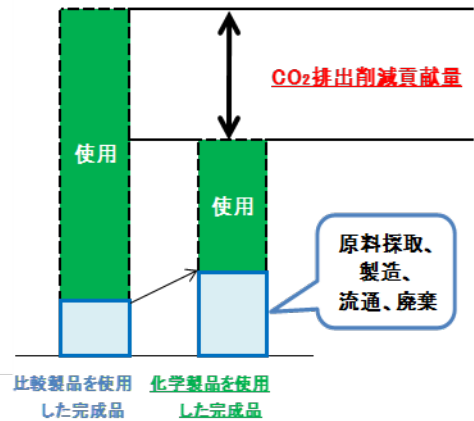 CO₂排出削減貢献量
使用
使用
原料採取、
製造、
流通、廃棄
比較製品を使用
した完成品
化学製品を使用
した完成品